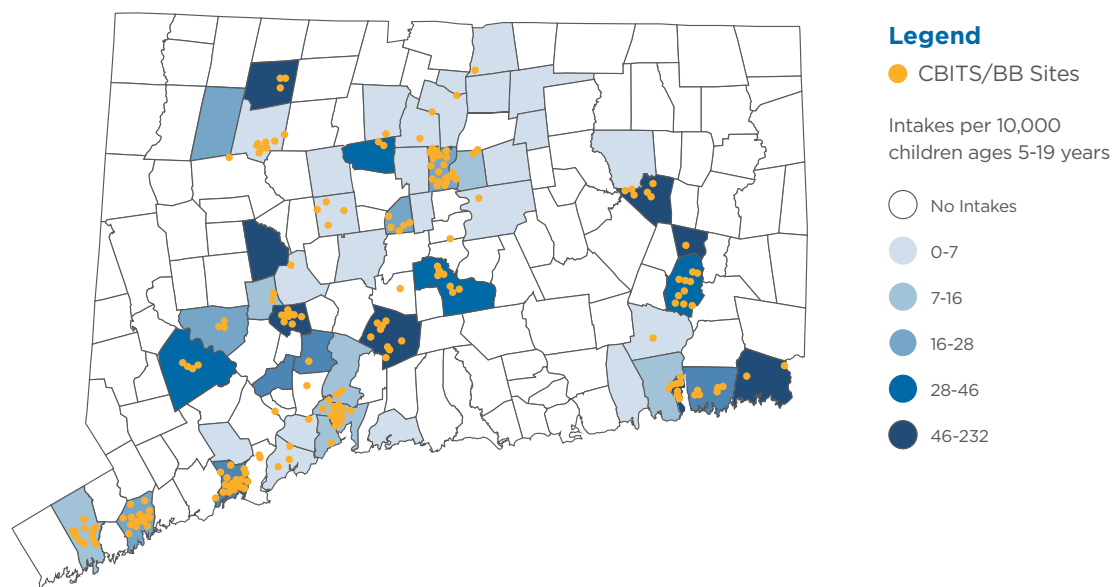 Legend
CBITS/BB Sites
Intakes per 10,000
children ages 5-19 years
No Intakes
0-7
7-16
16-28
28-46
46-232